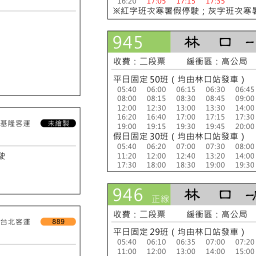 16:20 17:05 17:15 17:35
※紅字班次寒暑假停駛；灰字班次寒暑
945 林 口 ─
收費：二段票 緩衝區：高公局
平日固定50班（均由林口站發車）
05:40 06:00 06:15 06:30 06:45
08:00 08:15 08:30 08:45 09:00
12:00 12:30 13:00 13:30 14:00
16:20 16:40 17:00 17:15 17:30
19:00 19:15 19:30 19:45 20:00
假日固定30班（均由林口站發車）
05:40 06:20 07:00 07:30 08:00
11:20 12:00 12:40 13:20 14:00
17:30 18:00 18:30 19:00 19:30
基隆客運 未繪製
駛
946 正線 林 口 ─
收費：二段票 緩衝區：高公局
平日固定29班（均由林口站發車）
05:40 06:10 06:35 07:00 07:20
11:00 12:00 13:00 14:00 15:00
台北客運 889